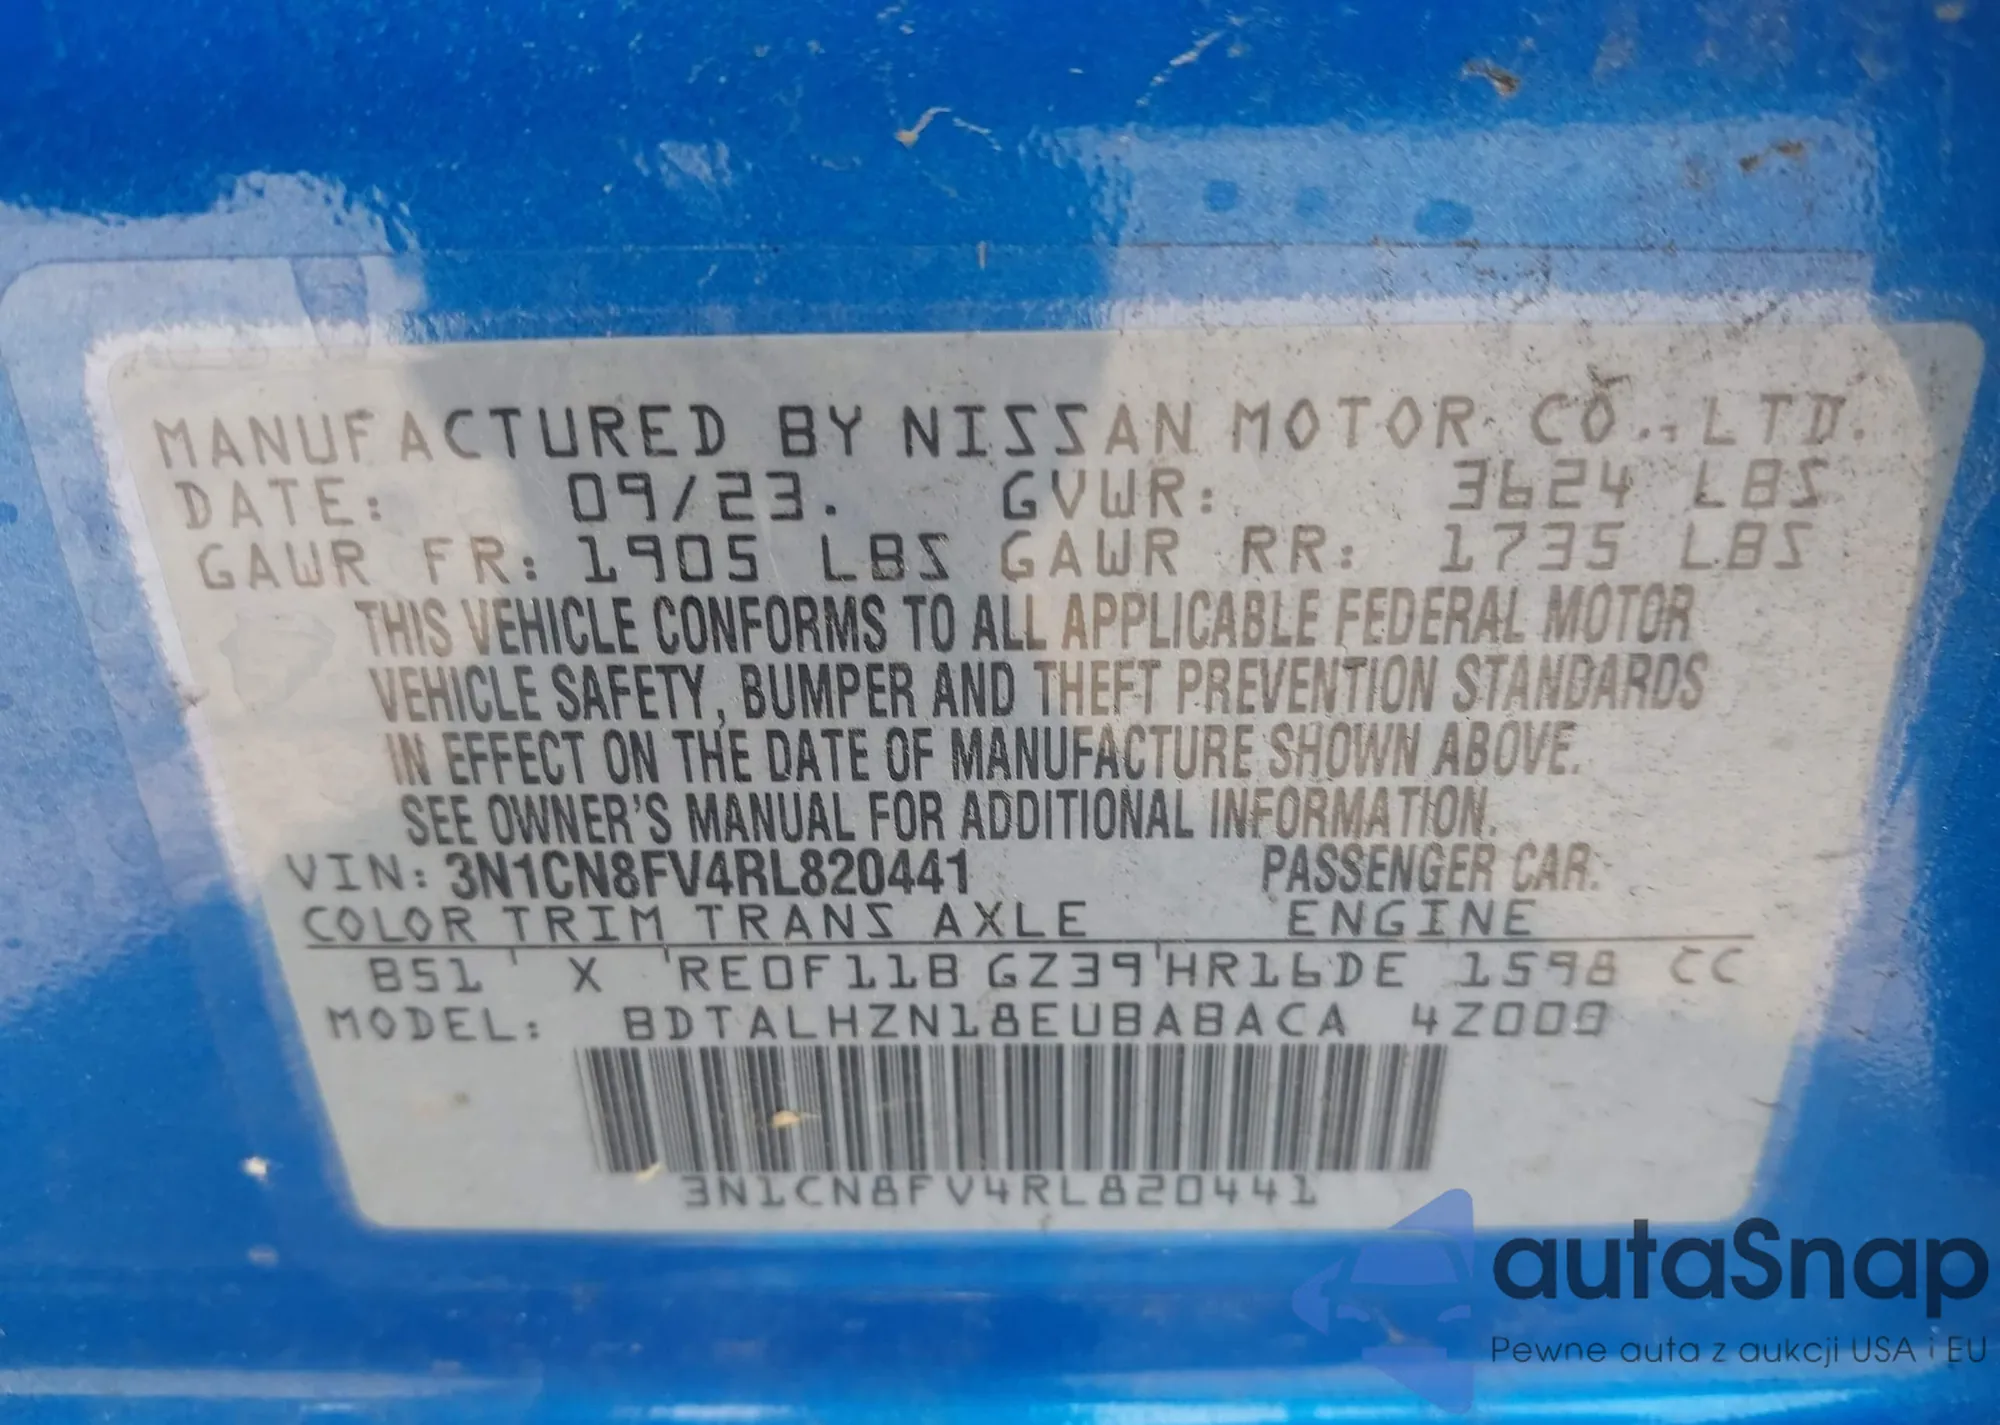 MANUFACTURED BY NISSAN MOTOR CO., LTD.
DATE: 09/23. GVWR: 3624 LBS
GAWR FR: 1905 LBS GAWR RR: 1735 LBS
THIS VEHICLE CONFORMS TO ALL APPLICABLE FEDERAL MOTOR
VEHICLE SAFETY, BUMPER AND THEFT PREVENTION STANDARDS
IN EFFECT ON THE DATE OF MANUFACTURE SHOWN ABOVE.
SEE OWNER'S MANUAL FOR ADDITIONAL INFORMATION.
VIN: 3N1CN8FV4RL820441 PASSENGER CAR.
COLOR TRIM TRANS AXLE ENGINE
B51 ' X ' RE0F11B GZ39 ' HR16DE 1598 CC
MODEL: BDTALHZN18EUBABACA 4Z000
3N1CN8FV4RL820441
autaSnap
Pewne auta z aukcji USA i EU